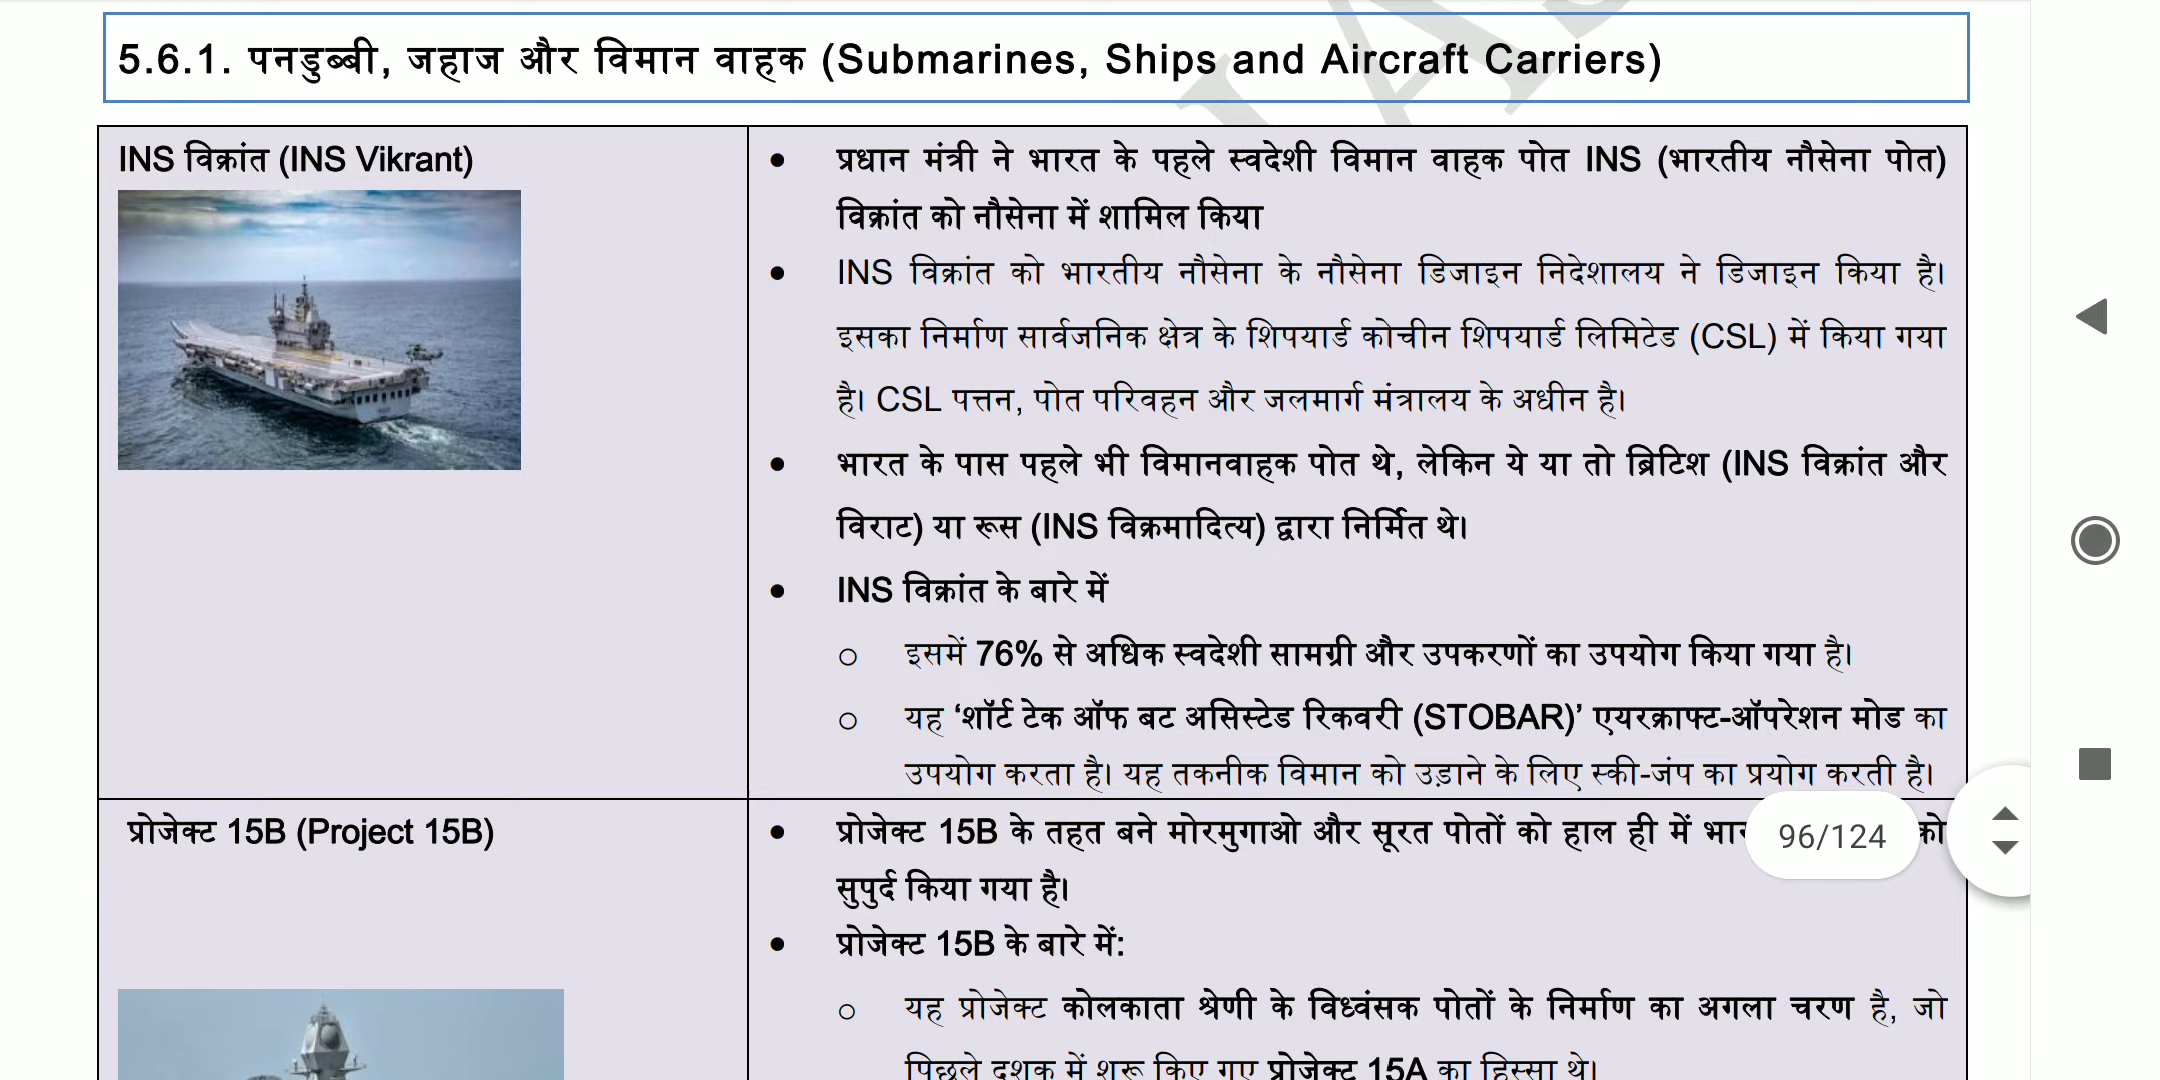 5.6.1. पनडुब्बी, जहाज और विमान वाहक (Submarines, Ships and Aircraft Carriers)
INS विक्रांत (INS Vikrant)
● प्रधान मंत्री ने भारत के पहले स्वदेशी विमान वाहक पोत INS (भारतीय नौसेना पोत)
विक्रांत को नौसेना में शामिल किया
● INS विक्रांत को भारतीय नौसेना के नौसेना डिजाइन निदेशालय ने डिजाइन किया है।
इसका निर्माण सार्वजनिक क्षेत्र के शिपयार्ड कोचीन शिपयार्ड लिमिटेड (CSL) में किया गया
है। CSL पत्तन, पोत परिवहन और जलमार्ग मंत्रालय के अधीन है।
● भारत के पास पहले भी विमानवाहक पोत थे, लेकिन ये या तो ब्रिटिश (INS विक्रांत और
विराट) या रूस (INS विक्रमादित्य) द्वारा निर्मित थे।
● INS विक्रांत के बारे में
○ इसमें 76% से अधिक स्वदेशी सामग्री और उपकरणों का उपयोग किया गया है।
○ यह ‘शॉर्ट टेक ऑफ बट असिस्टेड रिकवरी (STOBAR)’ एयरक्राफ्ट-ऑपरेशन मोड का
उपयोग करता है। यह तकनीक विमान को उड़ाने के लिए स्की-जंप का प्रयोग करती है।
प्रोजेक्ट 15B (Project 15B)
● प्रोजेक्ट 15B के तहत बने मोरमुगाओ और सूरत पोतों को हाल ही में को
सुपुर्द किया गया है।
● प्रोजेक्ट 15B के बारे में:
○ यह प्रोजेक्ट कोलकाता श्रेणी के विध्वंसक पोतों के निर्माण का अगला चरण है, जो
पिछले दशक में शुरू किए गए प्रोजेक्ट 15A का हिस्सा थे।
96/124